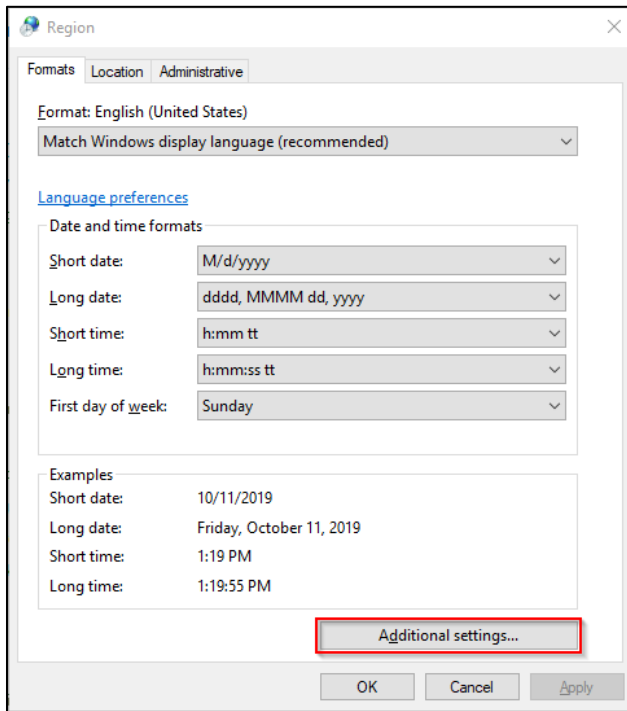 Region
Formats Location Administrative
Format: English (United States)
Match Windows display language (recommended)
Language preferences
Date and time formats
Short date: M/d/yyyy
Long date: dddd, MMMM dd, yyyy
Short time: h:mm tt
Long time: h:mm:ss tt
First day of week: Sunday
Examples
Short date: 10/11/2019
Long date: Friday, October 11, 2019
Short time: 1:19 PM
Long time: 1:19:55 PM
Additional settings...
OK Cancel Apply